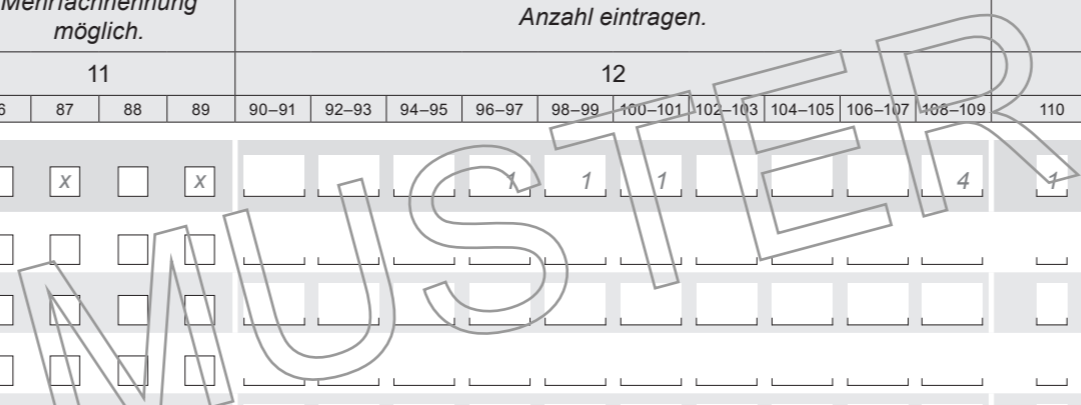 Mehrfachnennung
möglich.
Anzahl eintragen.
11
12
6 87 88 89 90–91 92–93 94–95 96–97 98–99 100–101 102–103 104–105 106–107 108–109 110
x x 1 1 1 4 1
MUSTER